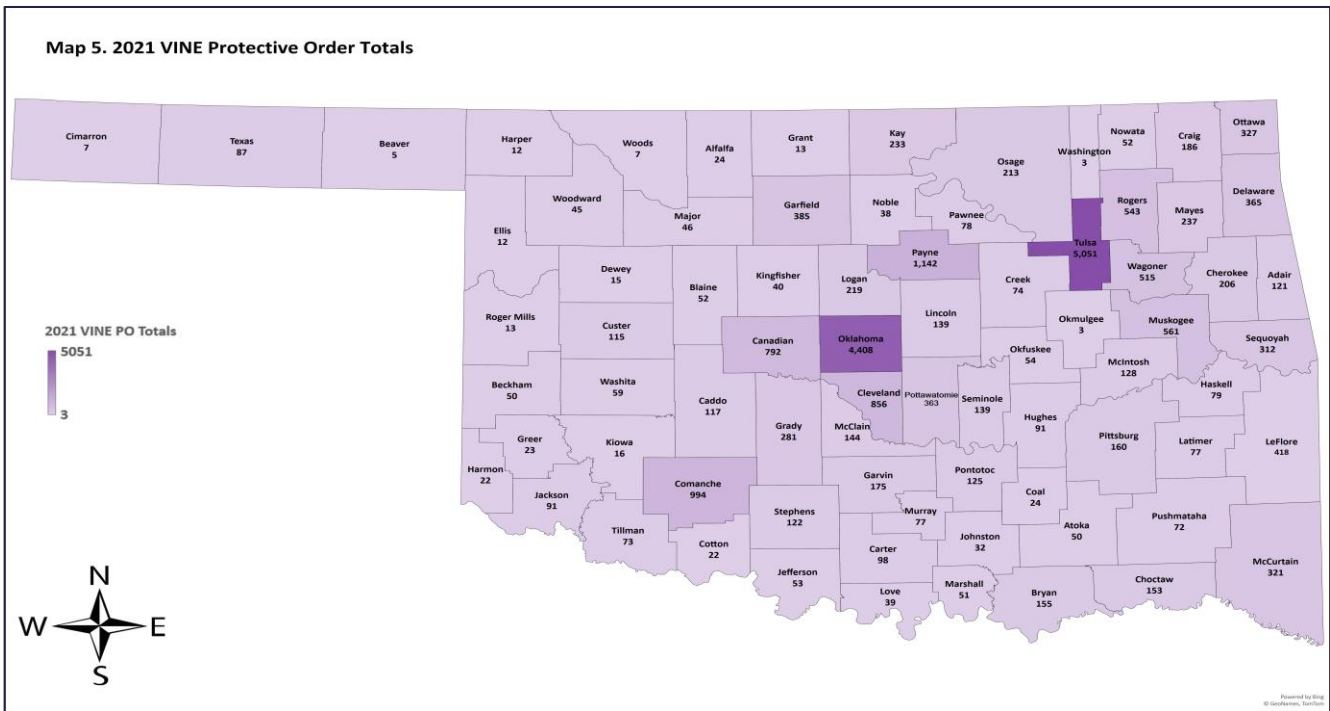 Map 5. 2021 VINE Protective Order Totals
Cimarron
7
Texas
87
Beaver
5
Harper
12
Woods
7
Alfalfa
24
Grant
13
Kay
233
Osage
213
Washington
3
Nowata
52
Craig
186
Ottawa
327
Ellis
12
Woodward
45
Major
46
Garfield
385
Noble
38
Pawnee
78
Rogers
543
Mayes
237
Delaware
365
Payne
1,142
Tulsa
5,051
Dewey
15
Blaine
52
Kingfisher
40
Logan
219
Creek
74
Wagoner
515
Cherokee
206
Adair
121
Roger Mills
13
Custer
115
Canadian
792
Oklahoma
4,408
Lincoln
139
Okmulgee
3
Muskogee
561
Sequoyah
312
2021 VINE PO Totals
5051
3
Okfuskee
54
McIntosh
128
Haskell
79
Beckham
50
Washita
59
Caddo
117
Cleveland
856
Pottawatomie
363
Seminole
139
Hughes
91
Grady
281
McClain
144
Pittsburg
160
Latimer
77
LeFlore
418
Greer
23
Kiowa
16
Harmon
22
Jackson
91
Comanche
994
Garvin
175
Pontotoc
125
Coal
24
Tillman
73
Cotton
22
Stephens
122
Murray
77
Johnston
32
Atoka
50
Pushmataha
72
Carter
98
Jefferson
53
Love
39
Marshall
51
Bryan
155
Choctaw
153
McCurtain
321
N
W
E
S
Powered by Bing
© GeoNames, TomTom